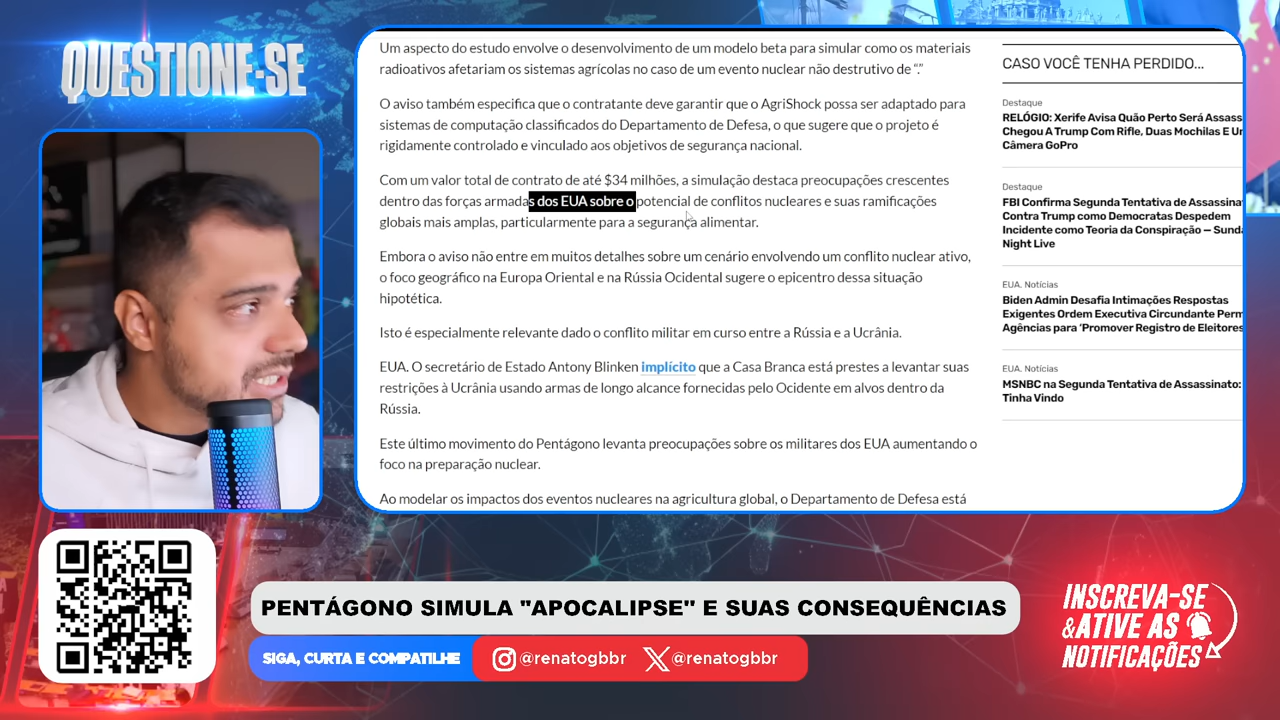 QUESTIONE-SE
Um aspecto do estudo envolve o desenvolvimento de um modelo beta para simular como os materiais
radioativos afetariam os sistemas agrícolas no caso de um evento nuclear não destrutivo de “.”
O aviso também especifica que o contratante deve garantir que o AgriShock possa ser adaptado para
sistemas de computação classificados do Departamento de Defesa, o que sugere que o projeto é
rigidamente controlado e vinculado aos objetivos de segurança nacional.
Com um valor total de contrato de até $34 milhões, a simulação destaca preocupações crescentes
dentro das forças armadas dos EUA sobre o potencial de conflitos nucleares e suas ramificações
globais mais amplas, particularmente para a segurança alimentar.
Embora o aviso não entre em muitos detalhes sobre um cenário envolvendo um conflito nuclear ativo,
o foco geográfico na Europa Oriental e na Rússia Ocidental sugere o epicentro dessa situação
hipotética.
Isto é especialmente relevante dado o conflito militar em curso entre a Rússia e a Ucrânia.
EUA. O secretário de Estado Antony Blinken implícito que a Casa Branca está prestes a levantar suas
restrições à Ucrânia usando armas de longo alcance fornecidas pelo Ocidente em alvos dentro da
Rússia.
Este último movimento do Pentágono levanta preocupações sobre os militares dos EUA aumentando o
foco na preparação nuclear.
Ao modelar os impactos dos eventos nucleares na agricultura global, o Departamento de Defesa está
CASO VOCÊ TENHA PERDIDO...
Destaque
RELÓGIO: Xerife Avisa Quão Perto Será Assass
Chegou A Trump Com Rifle, Duas Mochilas E Ur
Câmera GoPro
Destaque
FBI Confirma Segunda Tentativa de Assassinat
Contra Trump como Democratas Despedem
Incidente como Teoria da Conspiração — Sunda
Night Live
EUA. Notícias
Biden Admin Desafia Intimações Respostas
Exigentes Ordem Executiva Circundante Perm
Agências para ‘Promover Registro de Eleitores
EUA. Notícias
MSNBC na Segunda Tentativa de Assassinato:
Tinha Vindo
PENTÁGONO SIMULA "APOCALIPSE" E SUAS CONSEQUÊNCIAS
SIGA, CURTA E COMPATILHE
@renatogbbr
@renatogbbr
INSCREVA-SE
&ATIVE AS
NOTIFICAÇÕES